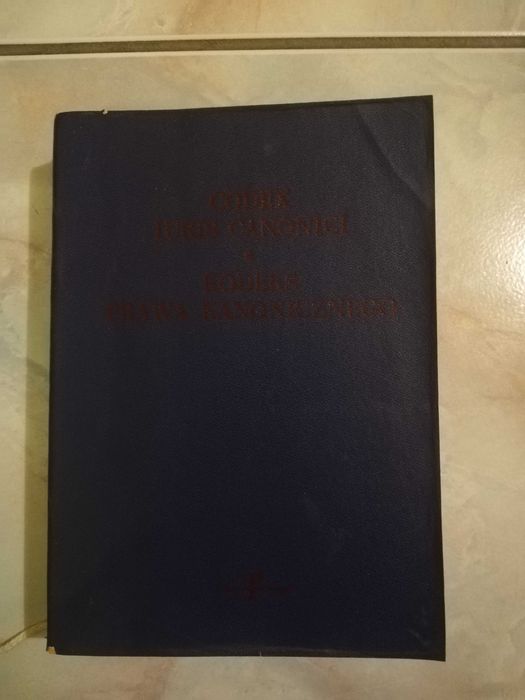 CODEX
IURIS CANONICI
KODEKS
PRAWA KANONICZNEGO